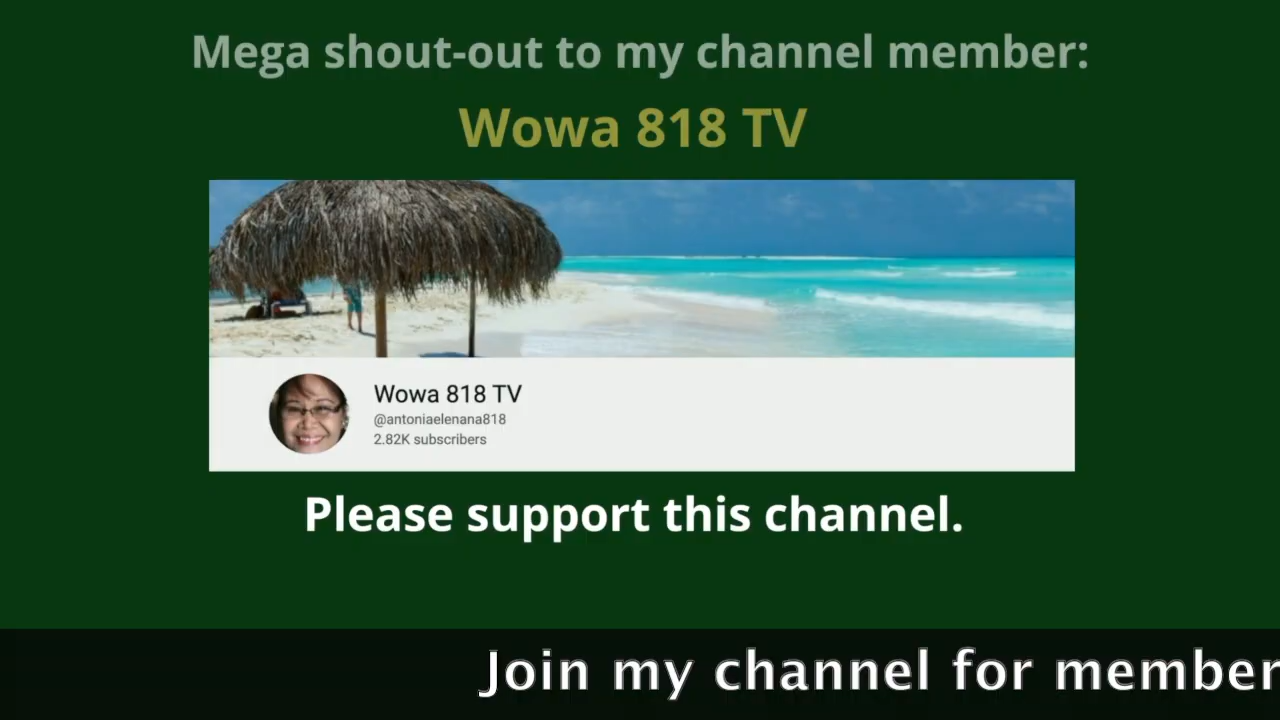 Mega shout-out to my channel member:
Wowa 818 TV
Wowa 818 TV
@antoniaelenana818
2.82K subscribers
Please support this channel.
Join my channel for member